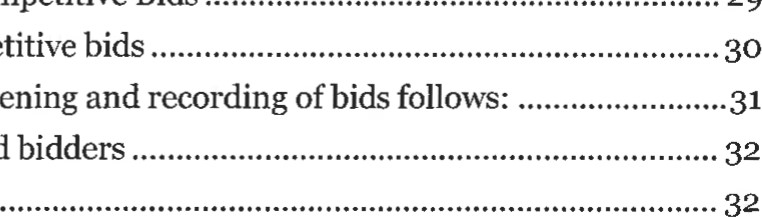 mpetitive Bids ........................................................ 29
etitive bids ............................................................. 30
ening and recording of bids follows: ......................31
d bidders ............................................................... 32
............................................................................. 32